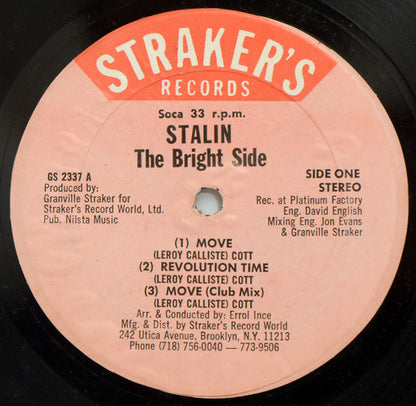 STRAKER'S
RECORDS
Soca 33 r.p.m.
STALIN
The Bright Side
GS 2337 A
Produced by:
Granville Straker for
Straker's Record World, Ltd.
Pub. Nilsta Music
SIDE ONE
STEREO
Rec. at Platinum Factory
Eng. David English
Mixing Eng. Jon Evans
& Granville Straker
(1) MOVE
(LEROY CALLISTE) COTT
(2) REVOLUTION TIME
(LEROY CALLISTE) COTT
(3) MOVE (Club Mix)
(LEROY CALLISTE) COTT
Arr. & Conducted by: Errol Ince
Mfg. & Dist. by Straker's Record World
242 Utica Avenue, Brooklyn, N.Y. 11213
Phone (718) 756-0040 — 773-9506